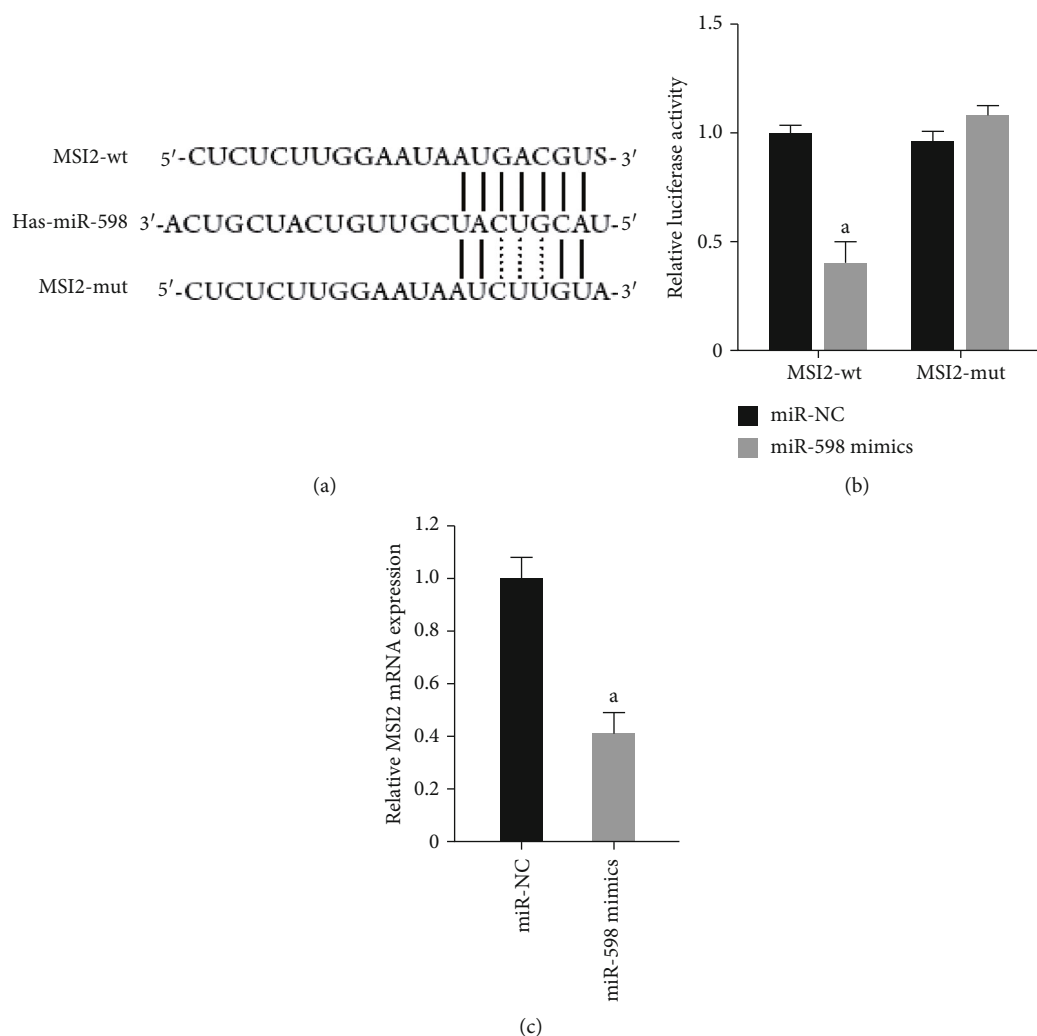 MSI2-wt 5′-CUCUCUUGGAAUAAUGACGUS-3′
Has-miR-598 3′-ACUGCUACUGUUGCUACUGCAU-5′
MSI2-mut 5′-CUCUCUUGGAAUAAUCUUGUA-3′
(a)
Relative luciferase activity
1.5
1.0
0.5
0
a
MSI2-wt MSI2-mut
miR-NC
miR-598 mimics
(b)
Relative MSI2 mRNA expression
1.2
1.0
0.8
0.6
0.4
0.2
0
a
miR-NC
miR-598 mimics
(c)